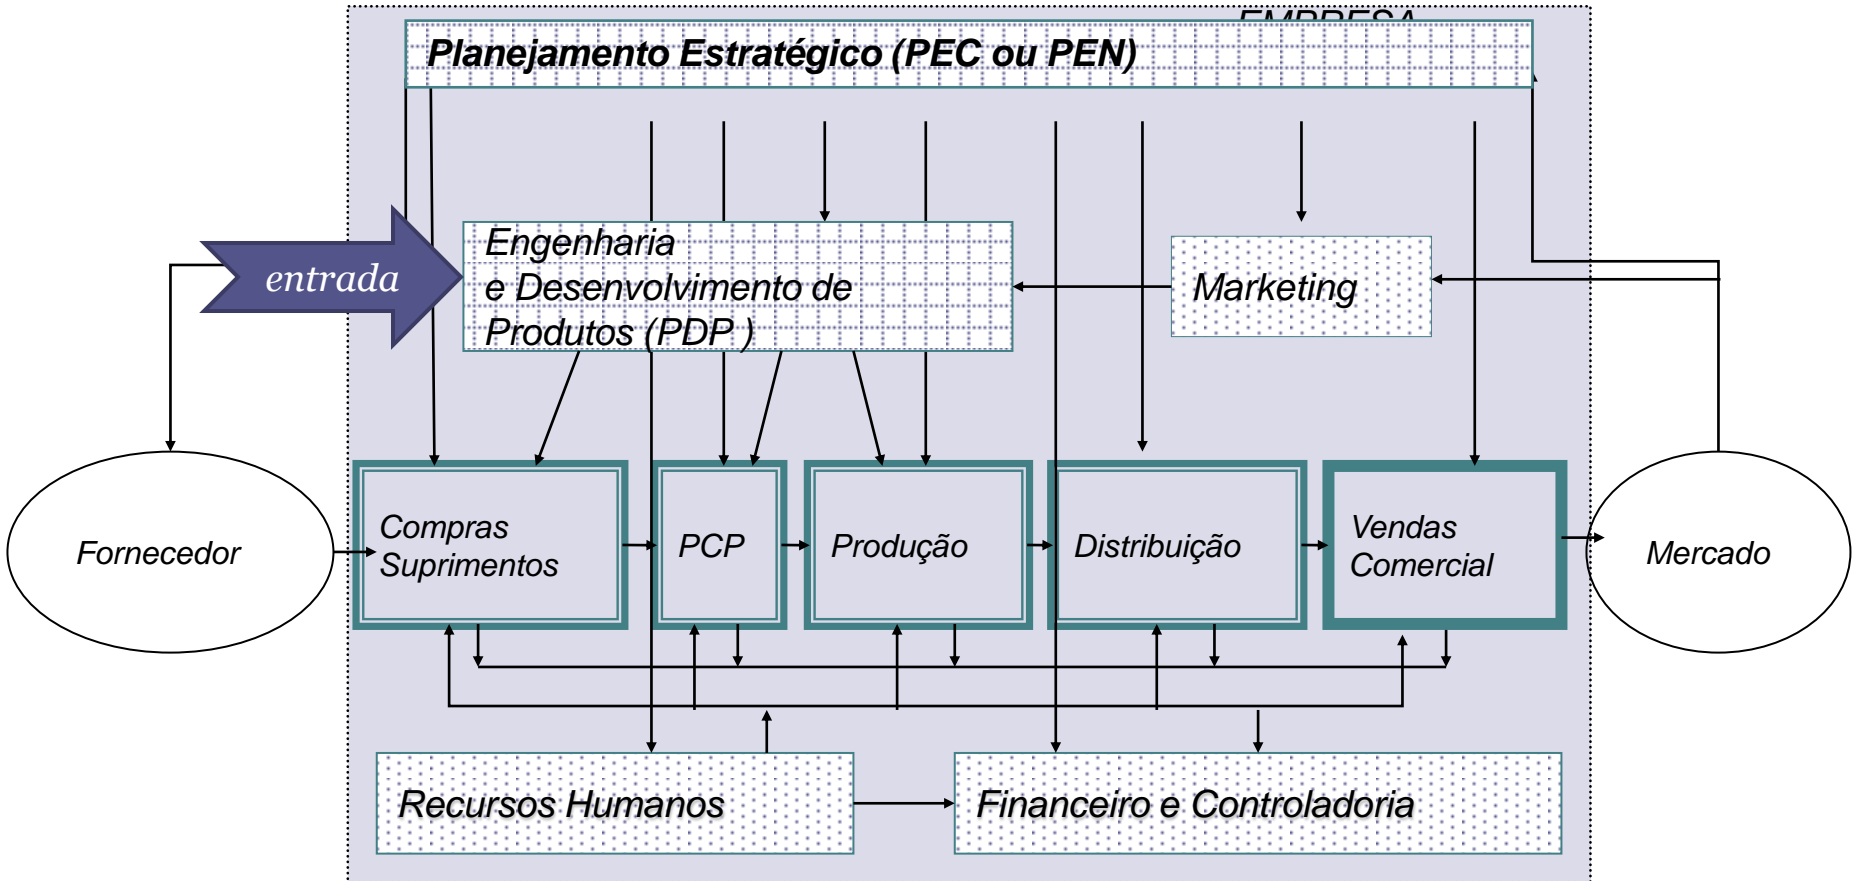 EMPRESA
Planejamento Estratégico (PEC ou PEN)
entrada
Engenharia
e Desenvolvimento de
Produtos (PDP )
Marketing
Fornecedor
Compras
Suprimentos
PCP
Produção
Distribuição
Vendas
Comercial
Mercado
Recursos Humanos
Financeiro e Controladoria